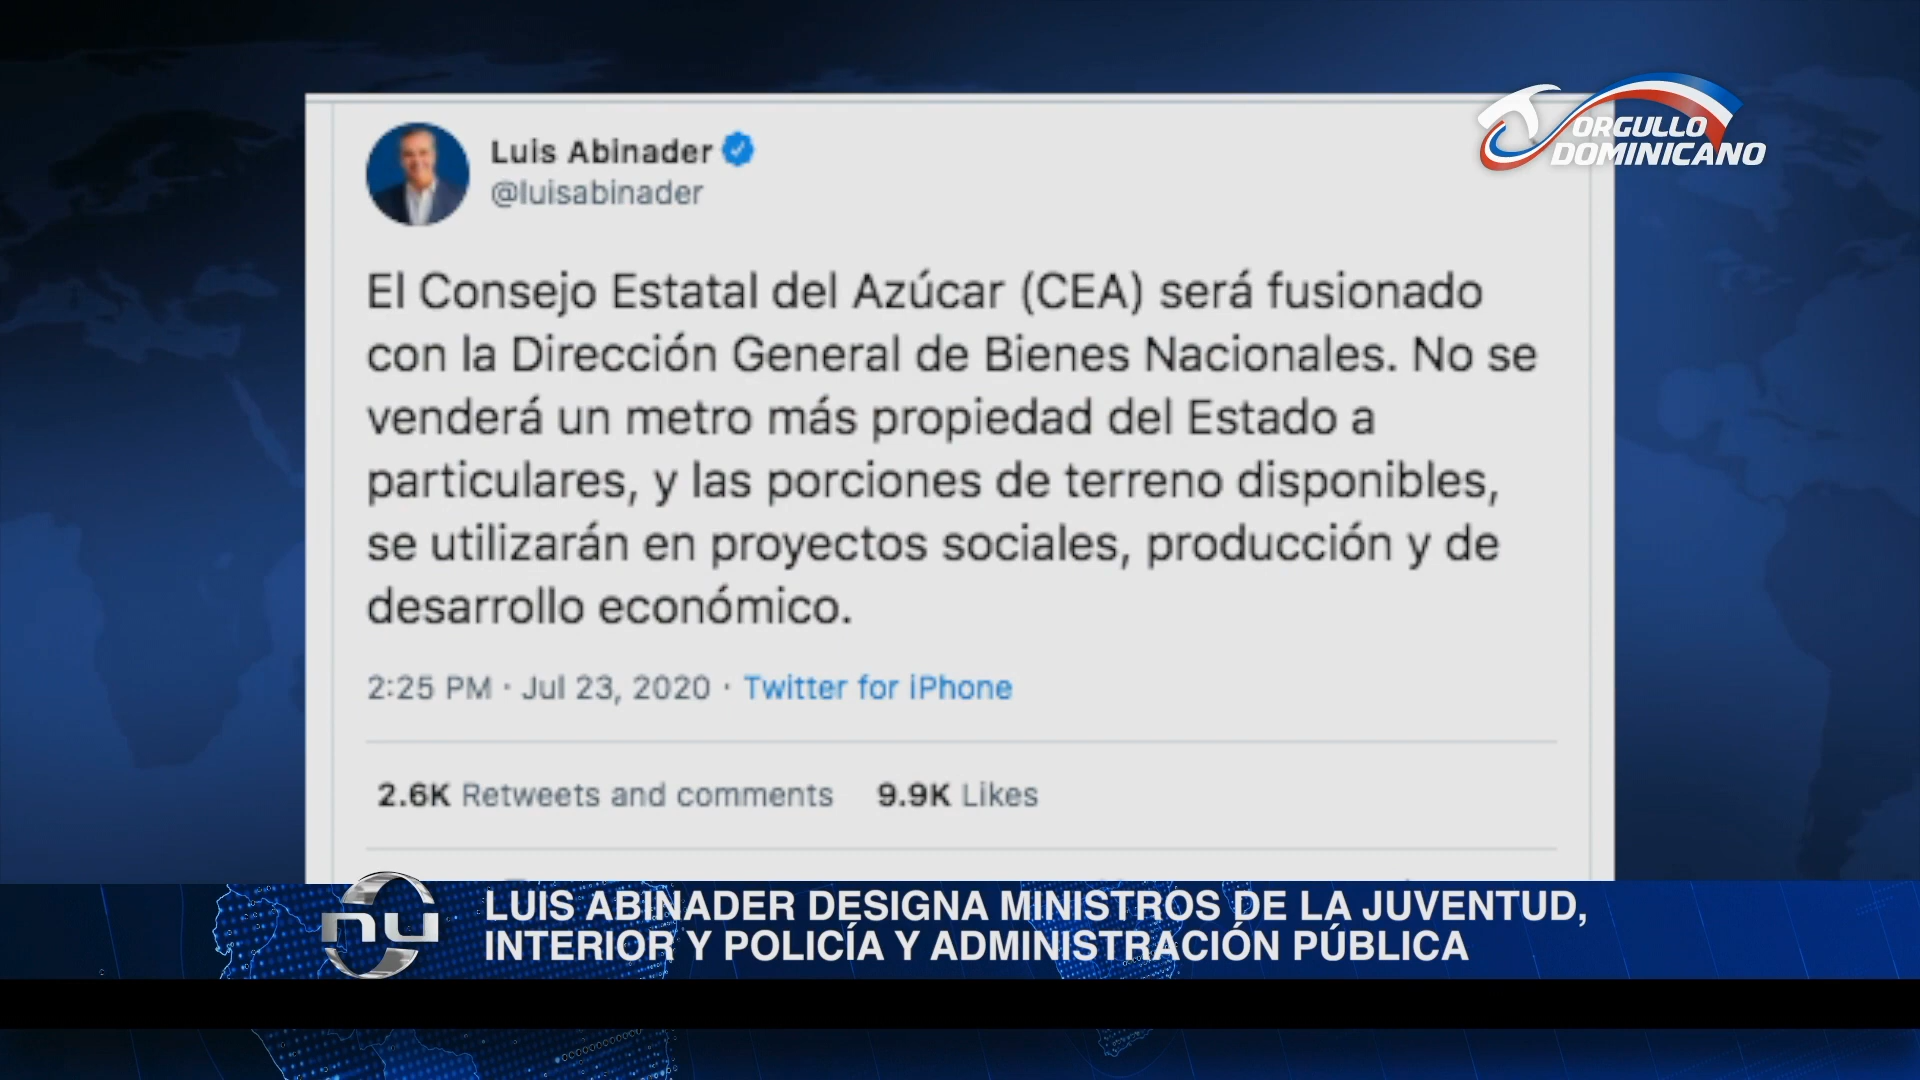 ORGULLO
DOMINICANO
Luis Abinader
@luisabinader
El Consejo Estatal del Azúcar (CEA) será fusionado
con la Dirección General de Bienes Nacionales. No se
venderá un metro más propiedad del Estado a
particulares, y las porciones de terreno disponibles,
se utilizarán en proyectos sociales, producción y de
desarrollo económico.
2:25 PM · Jul 23, 2020 · Twitter for iPhone
2.6K Retweets and comments 9.9K Likes
nu
LUIS ABINADER DESIGNA MINISTROS DE LA JUVENTUD,
INTERIOR Y POLICÍA Y ADMINISTRACIÓN PÚBLICA